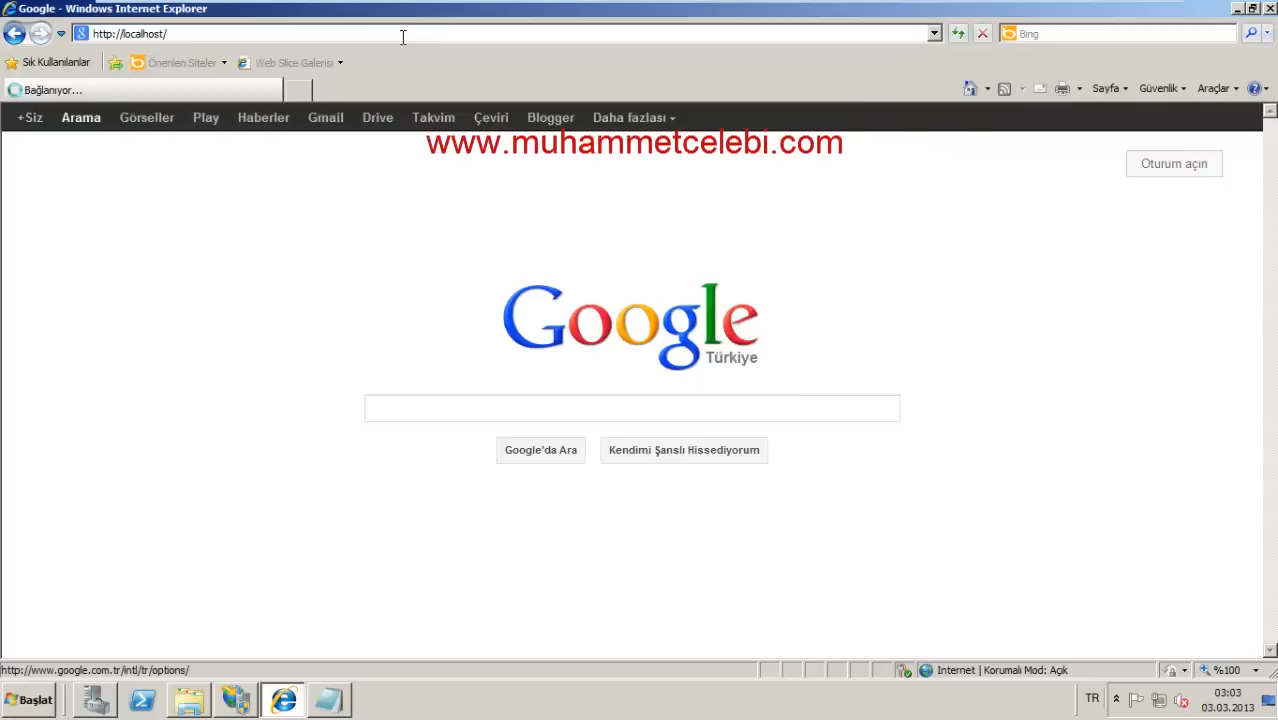 Google - Windows Internet Explorer
http://localhost/
Bing
Sık Kullanılanlar
Önerilen Siteler
Web Slice Galerisi
Bağlanıyor...
Sayfa
Güvenlik
Araçlar
+Siz Arama Görseller Play Haberler Gmail Drive Takvim Çeviri Blogger Daha fazlası
www.muhammetcelebi.com
Oturum açın
Google
Türkiye
Google'da Ara
Kendimi Şanslı Hissediyorum
http://www.google.com.tr/intl/tr/options/
Internet | Korumalı Mod: Açık
%100
Başlat
TR
03:03
03.03.2013